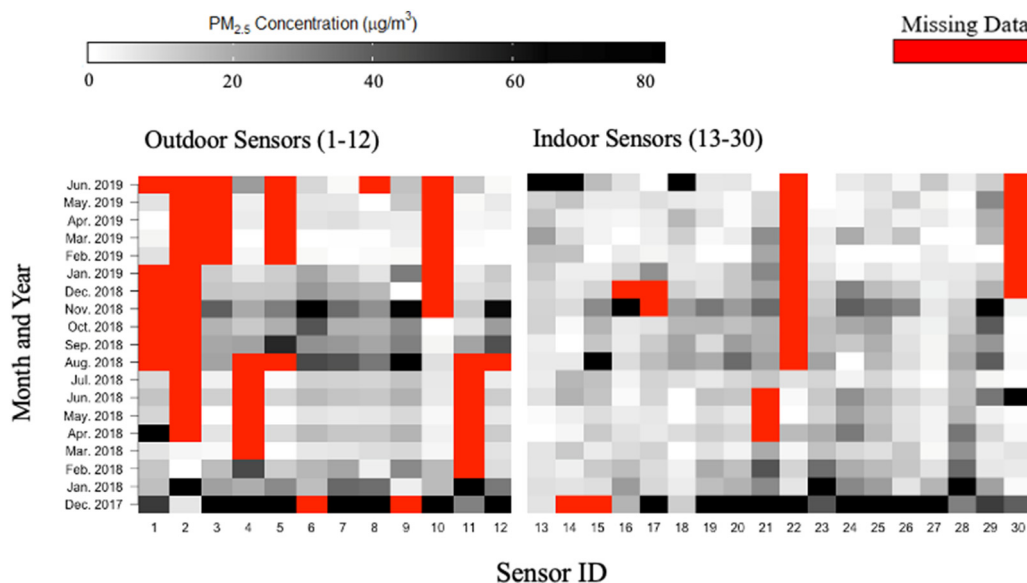 PM2.5 Concentration (μg/m3)
Missing Data
0 20 40 60 80
Outdoor Sensors (1-12)
Indoor Sensors (13-30)
Month and Year
Jun. 2019
May. 2019
Apr. 2019
Mar. 2019
Feb. 2019
Jan. 2019
Dec. 2018
Nov. 2018
Oct. 2018
Sep. 2018
Aug. 2018
Jul. 2018
Jun. 2018
May. 2018
Apr. 2018
Mar. 2018
Feb. 2018
Jan. 2018
Dec. 2017
1 2 3 4 5 6 7 8 9 10 11 12
13 14 15 16 17 18 19 20 21 22 23 24 25 26 27 28 29 30
Sensor ID